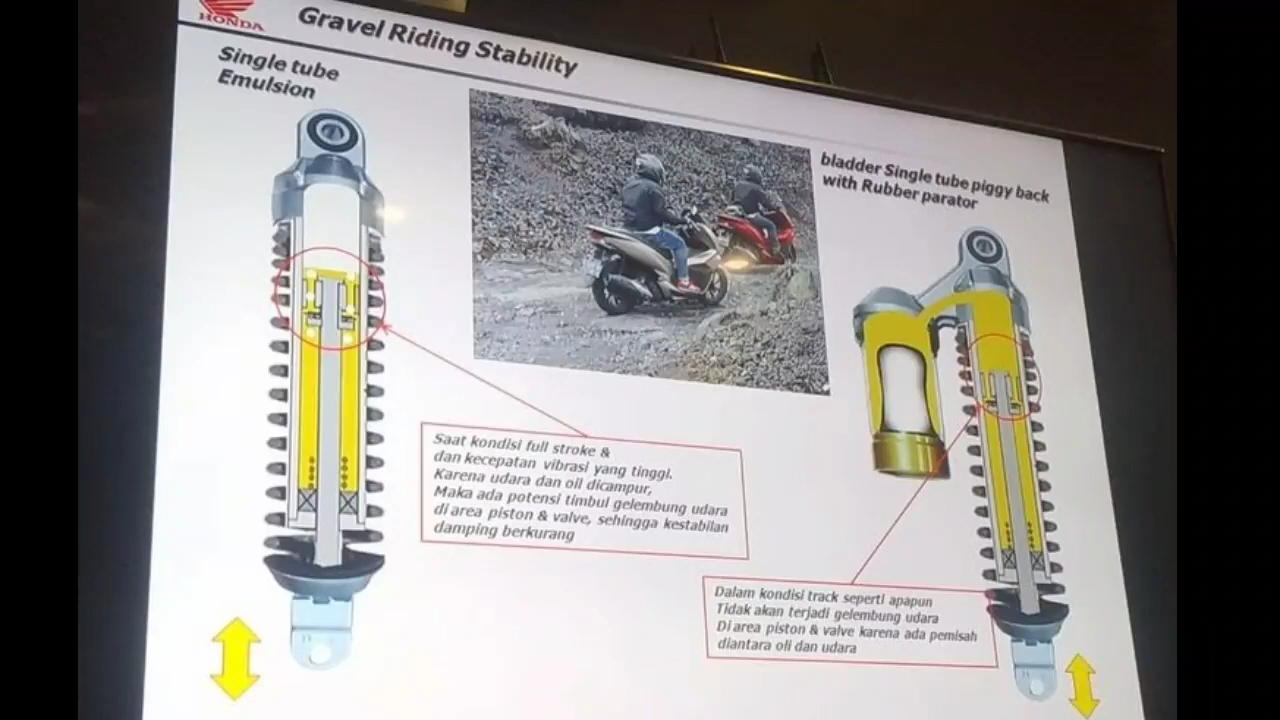 HONDA
Gravel Riding Stability
Single tube
Emulsion
bladder Single tube piggy back
with Rubber parator
Saat kondisi full stroke &
dan kecepatan vibrasi yang tinggi.
Karena udara dan oil dicampur,
Maka ada potensi timbul gelembung udara
di area piston & valve, sehingga kestabilan
damping berkurang
Dalam kondisi track seperti apapun
Tidak akan terjadi gelembung udara
Di area piston & valve karena ada pemisah
diantara oli dan udara